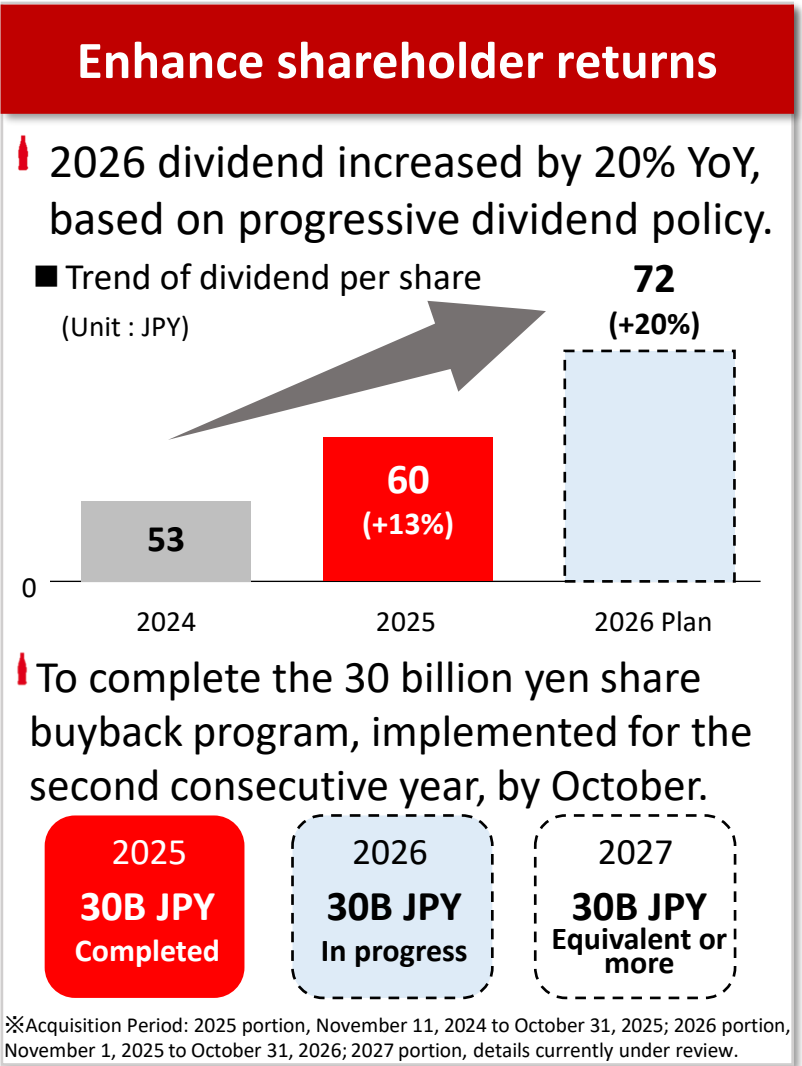 Enhance shareholder returns
2026 dividend increased by 20% YoY,
based on progressive dividend policy.
■ Trend of dividend per share
(Unit : JPY)
72
(+20%)
60
(+13%)
53
0
2024
2025
2026 Plan
To complete the 30 billion yen share
buyback program, implemented for the
second consecutive year, by October.
2025
30B JPY
Completed
2026
30B JPY
In progress
2027
30B JPY
Equivalent or
more
※Acquisition Period: 2025 portion, November 11, 2024 to October 31, 2025; 2026 portion,
November 1, 2025 to October 31, 2026; 2027 portion, details currently under review.